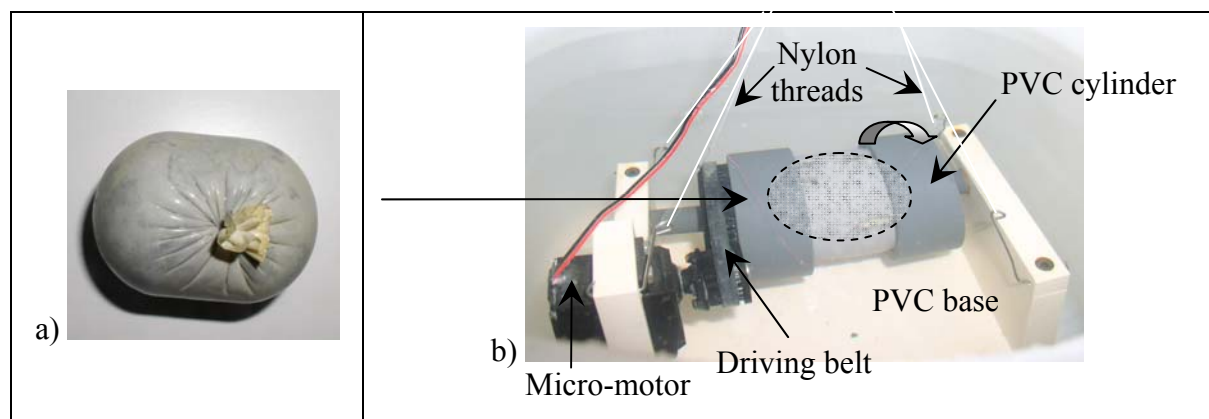 a)
Nylon
threads
PVC cylinder
PVC base
b)
Driving belt
Micro-motor